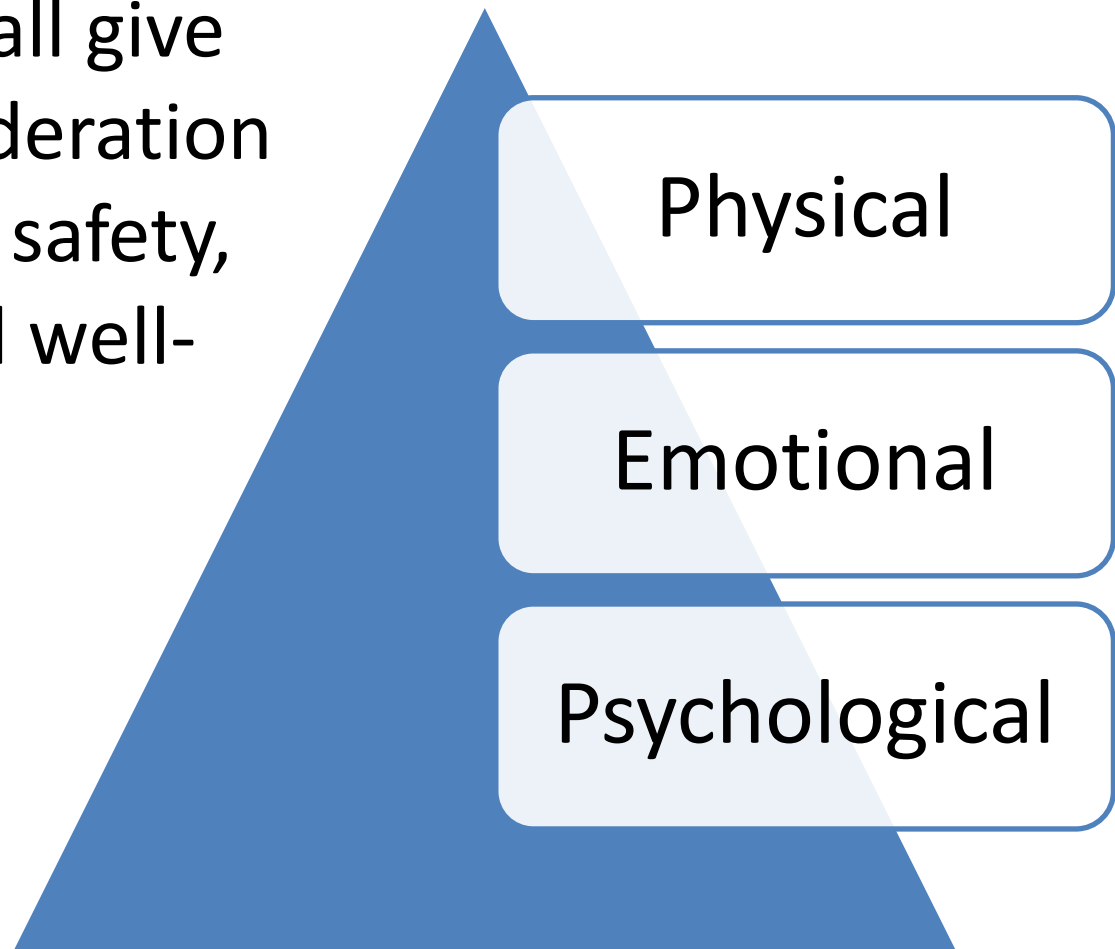 all give
deration
safety,
well-
Physical
Emotional
Psychological